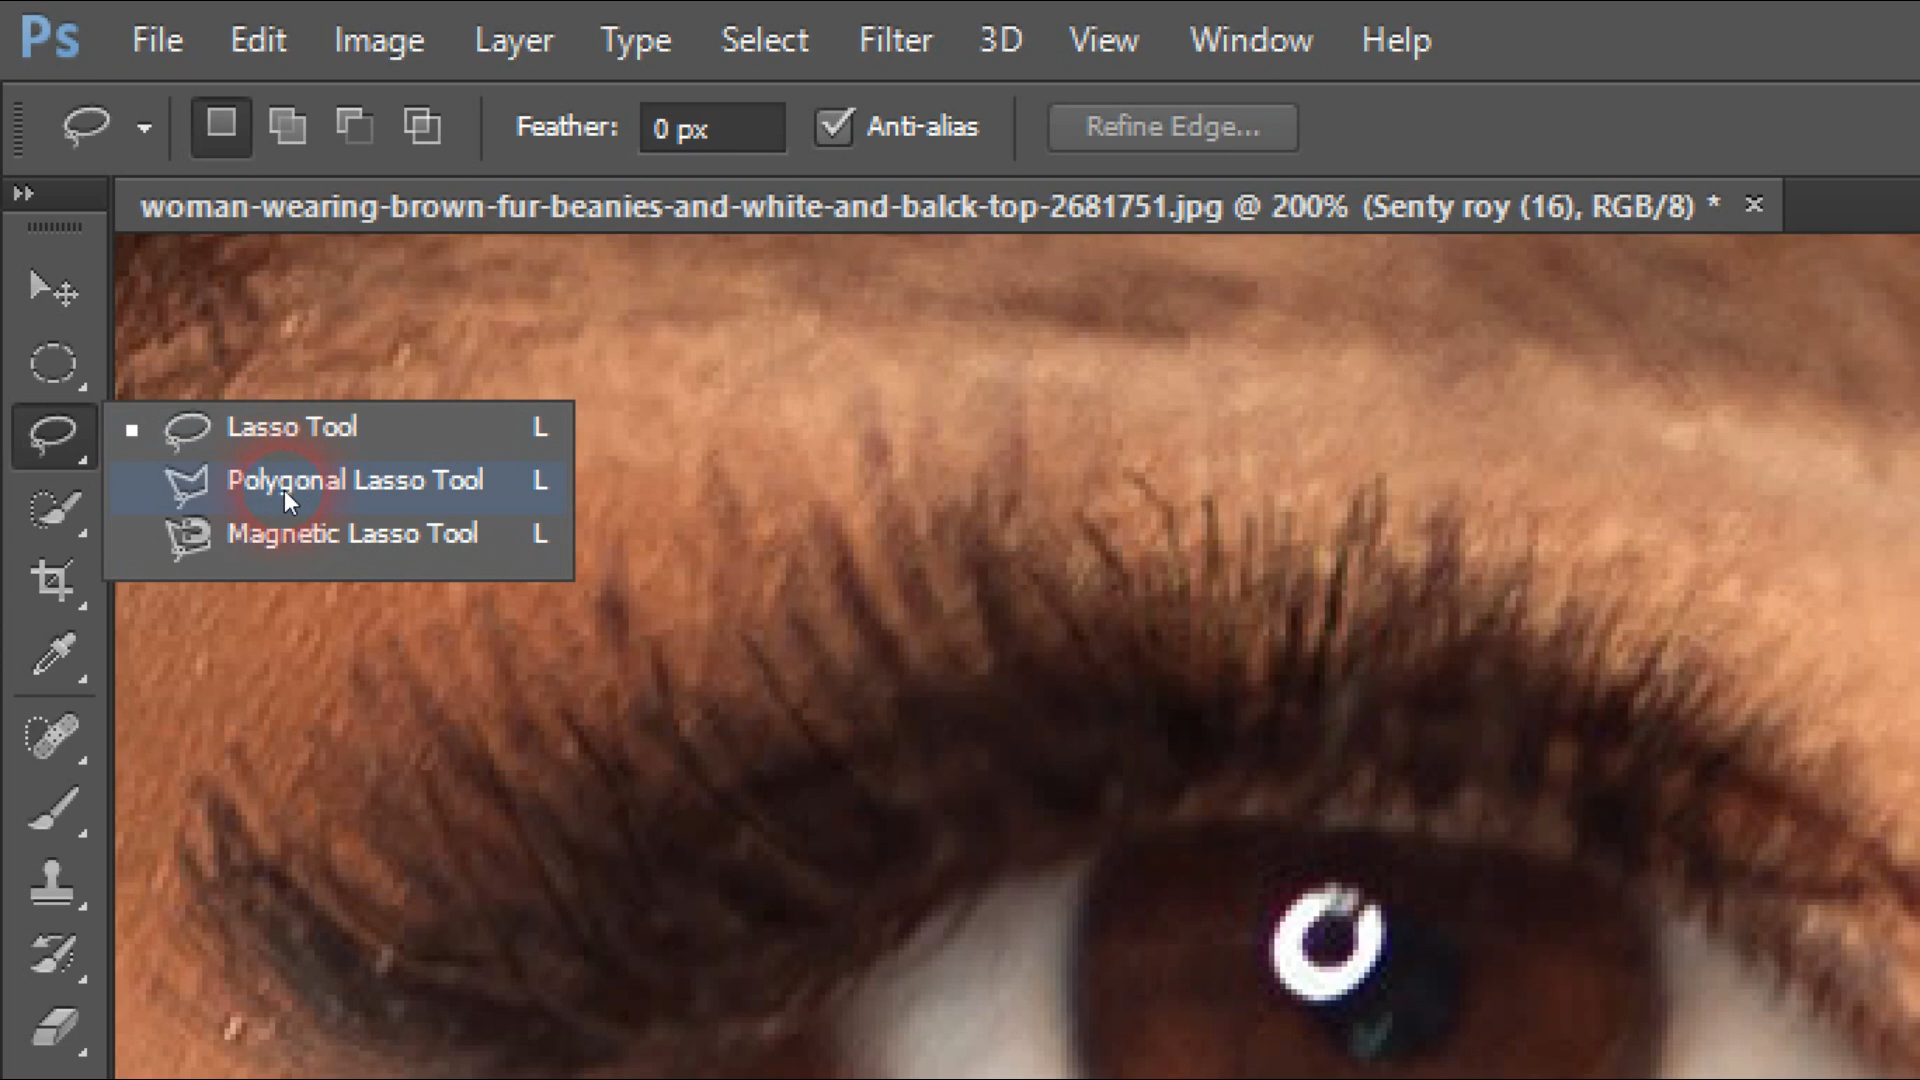 Ps File Edit Image Layer Type Select Filter 3D View Window Help
Feather: 0 px Anti-alias Refine Edge...
woman-wearing-brown-fur-beanies-and-white-and-balck-top-2681751.jpg @ 200% (Senty roy (16), RGB/8) * ×
Lasso Tool L
Polygonal Lasso Tool L
Magnetic Lasso Tool L